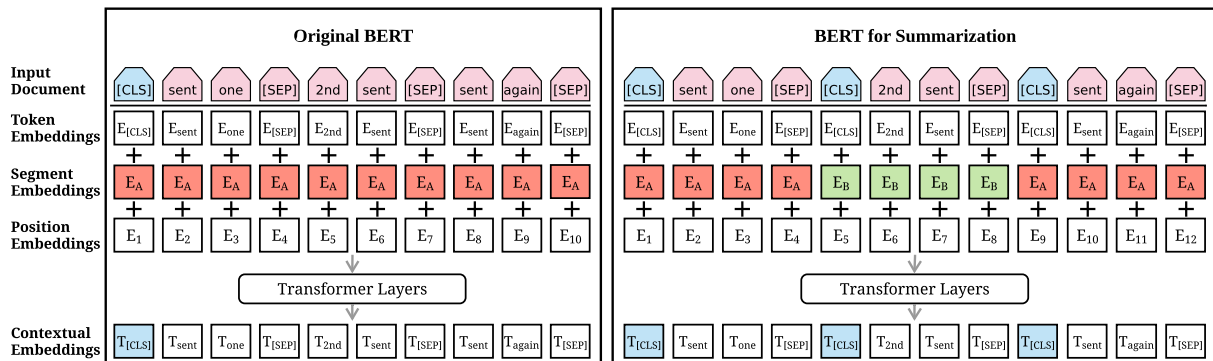 Original BERT BERT for Summarization
Input
Document
[CLS] sent one [SEP] 2nd sent [SEP] sent again [SEP] [CLS] sent one [SEP] [CLS] 2nd sent [SEP] [CLS] sent again [SEP]
Token
Embeddings
E[CLS] Esent Eone E[SEP] E2nd Esent E[SEP] Esent Eagain E[SEP] E[CLS] Esent Eone E[SEP] E[CLS] E2nd Esent E[SEP] E[CLS] Esent Eagain E[SEP]
+ + + + + + + + + + + + + + + + + + + + + +
Segment
Embeddings
EA EA EA EA EA EA EA EA EA EA EA EA EA EA EB EB EB EB EA EA EA EA
+ + + + + + + + + + + + + + + + + + + + + +
Position
Embeddings
E1 E2 E3 E4 E5 E6 E7 E8 E9 E10 E1 E2 E3 E4 E5 E6 E7 E8 E9 E10 E11 E12
Transformer Layers Transformer Layers
Contextual
Embeddings
T[CLS] Tsent Tone T[SEP] T2nd Tsent T[SEP] Tsent Tagain T[SEP] T[CLS] Tsent Tone T[SEP] T[CLS] T2nd Tsent T[SEP] T[CLS] Tsent Tagain T[SEP]